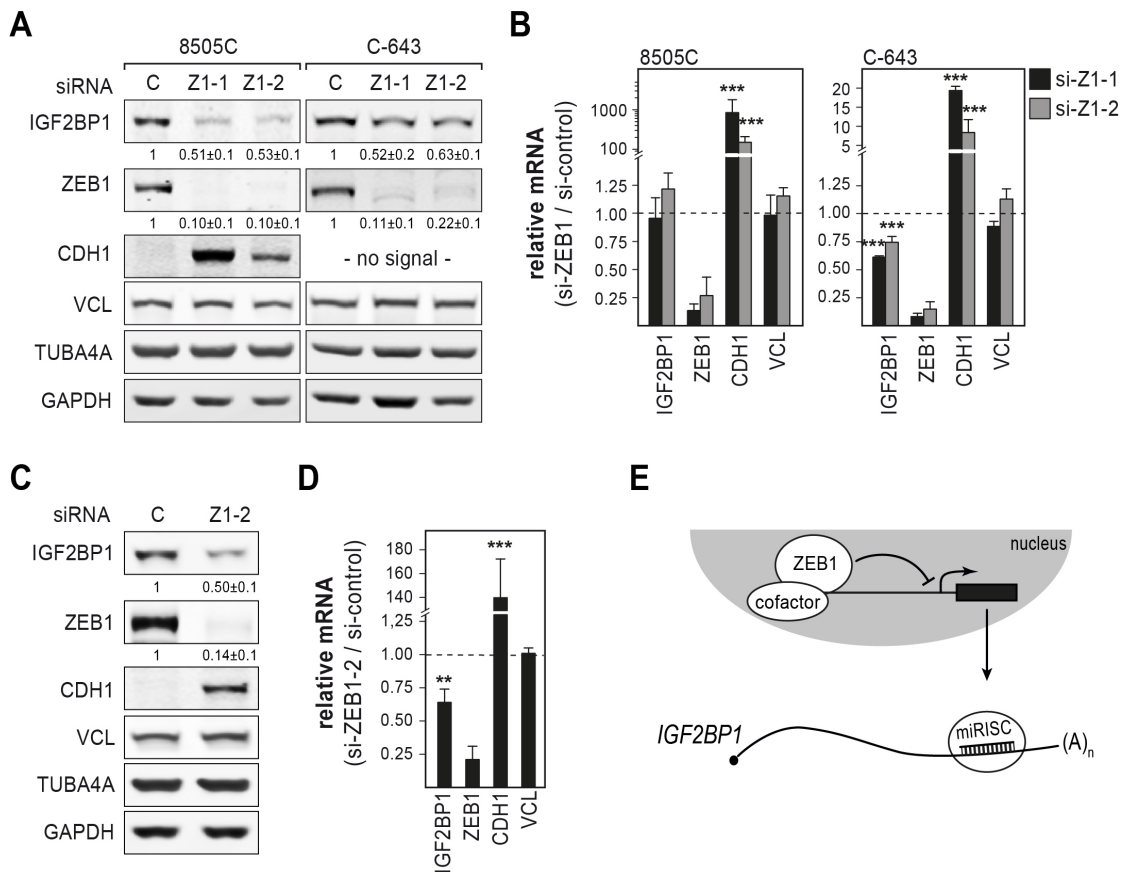 A
8505C C-643
siRNA C Z1-1 Z1-2 C Z1-1 Z1-2
IGF2BP1
1 0.51±0.1 0.53±0.1 1 0.52±0.2 0.63±0.1
ZEB1
1 0.10±0.1 0.10±0.1 1 0.11±0.1 0.22±0.1
CDH1 - no signal -
VCL
TUBA4A
GAPDH
B
8505C
relative mRNA
(si-ZEB1 / si-control)
1000
100
1.25
1.00
0.75
0.50
0.25
*** ***
IGF2BP1
ZEB1
CDH1
VCL
C-643
20
15
10
5
1.25
1.00
0.75
0.50
0.25
*** *** *** ***
IGF2BP1
ZEB1
CDH1
VCL
si-Z1-1
si-Z1-2
C
siRNA C Z1-2
IGF2BP1
1 0.50±0.1
ZEB1
1 0.14±0.1
CDH1
VCL
TUBA4A
GAPDH
D
relative mRNA
(si-ZEB1-2 / si-control)
180
160
140
1.25
1.00
0.75
0.50
0.25
** ***
IGF2BP1
ZEB1
CDH1
VCL
E
nucleus
ZEB1
cofactor
miRISC
IGF2BP1
(A)n